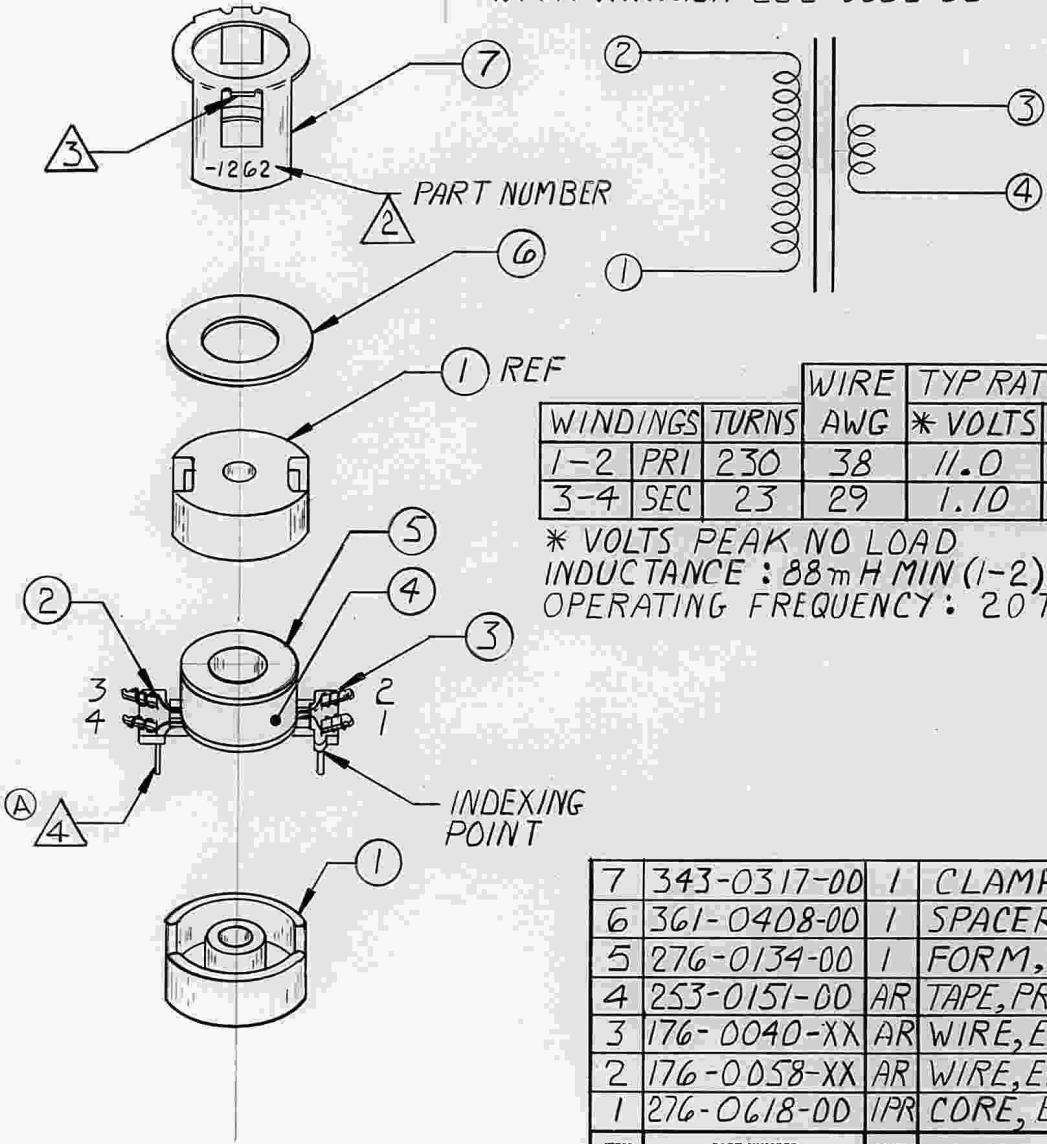 7
2
3
3
-1262
PART NUMBER
2
4
6
1
1 REF
WIRE TYP RAT
WINDINGS TURNS AWG * VOLTS
1-2 PRI 230 38 11.0
3-4 SEC 23 29 1.10
* VOLTS PEAK NO LOAD
INDUCTANCE : 88mH MIN (1-2)
OPERATING FREQUENCY: 20
5
2
4
3
3 2
4 1
A
4
INDEXING
POINT
1
7 343-0317-00 1 CLAMP
6 361-0408-00 1 SPACER
5 276-0134-00 1 FORM,
4 253-0151-00 AR TAPE, PR
3 176-0040-XX AR WIRE, E
2 176-0058-XX AR WIRE, E
1 276-0618-00 1PR CORE,